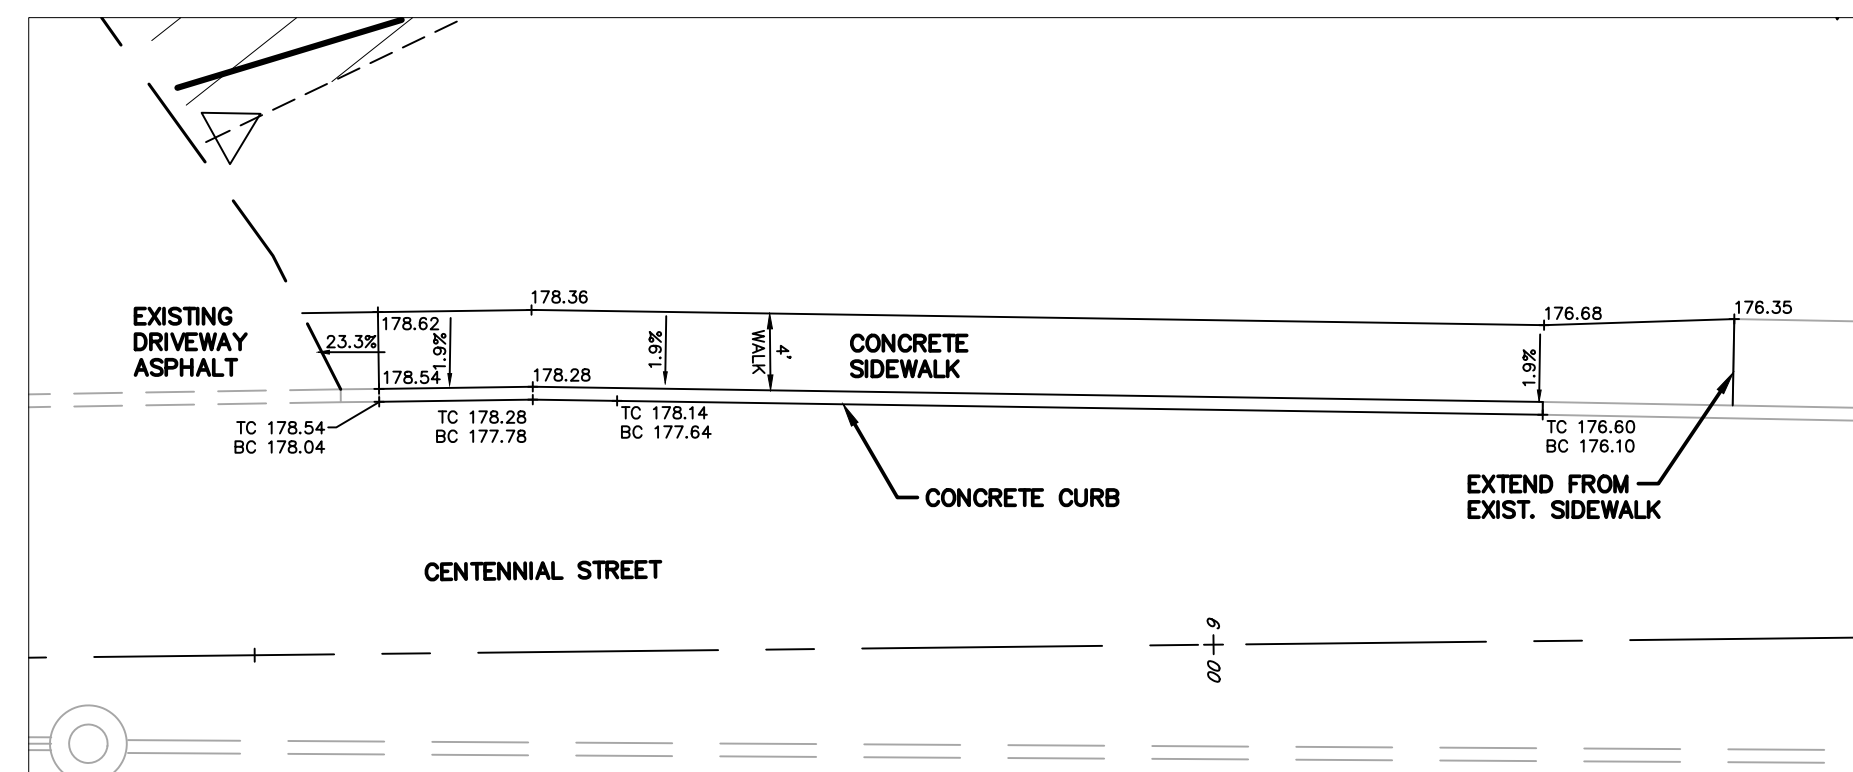 EXISTING
DRIVEWAY
ASPHALT
23.3%
178.62
1.9%
178.54
178.36
178.28
1.9%
4'
WALK
CONCRETE
SIDEWALK
1.9%
176.68
176.35
TC 178.54
BC 178.04
TC 178.28
BC 177.78
TC 178.14
BC 177.64
TC 176.60
BC 176.10
CONCRETE CURB
EXTEND FROM
EXIST. SIDEWALK
CENTENNIAL STREET
6+00